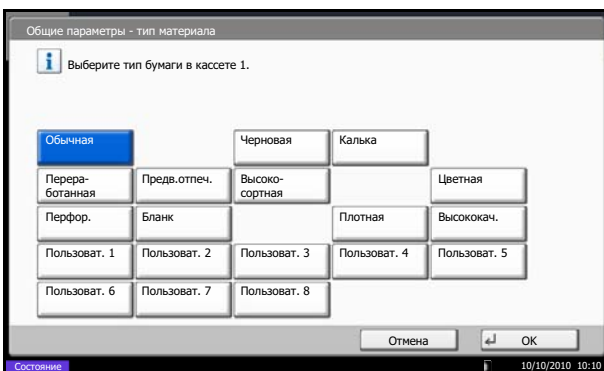 Общие параметры - тип материала
Выберите тип бумаги в кассете 1.
Обычная
Черновая
Калька
Перера-
ботанная
Предв.отпеч.
Высоко-
сортная
Цветная
Перфор.
Бланк
Плотная
Высококач.
Пользоват. 1
Пользоват. 2
Пользоват. 3
Пользоват. 4
Пользоват. 5
Пользоват. 6
Пользоват. 7
Пользоват. 8
Отмена
OK
Состояние
10/10/2010 10:10